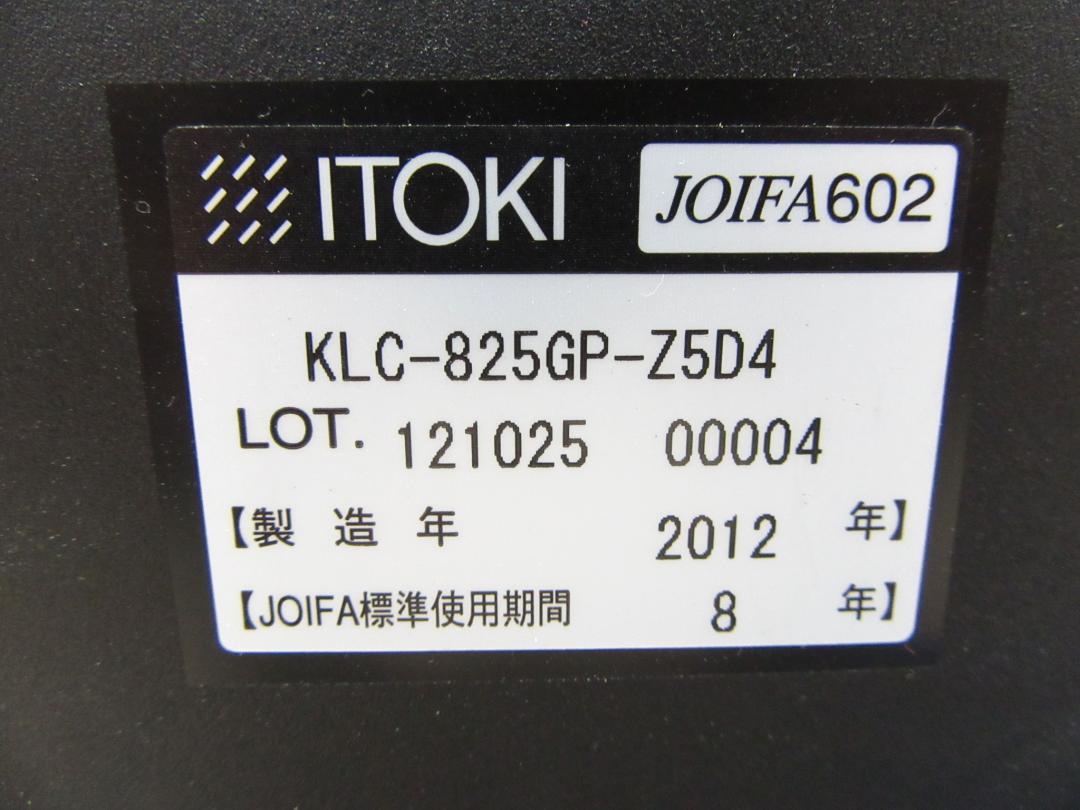 ITOKI JOIFA602
KLC-825GP-Z5D4
LOT. 121025 00004
【製造年 2012 年】
【JOIFA標準使用期間 8 年】